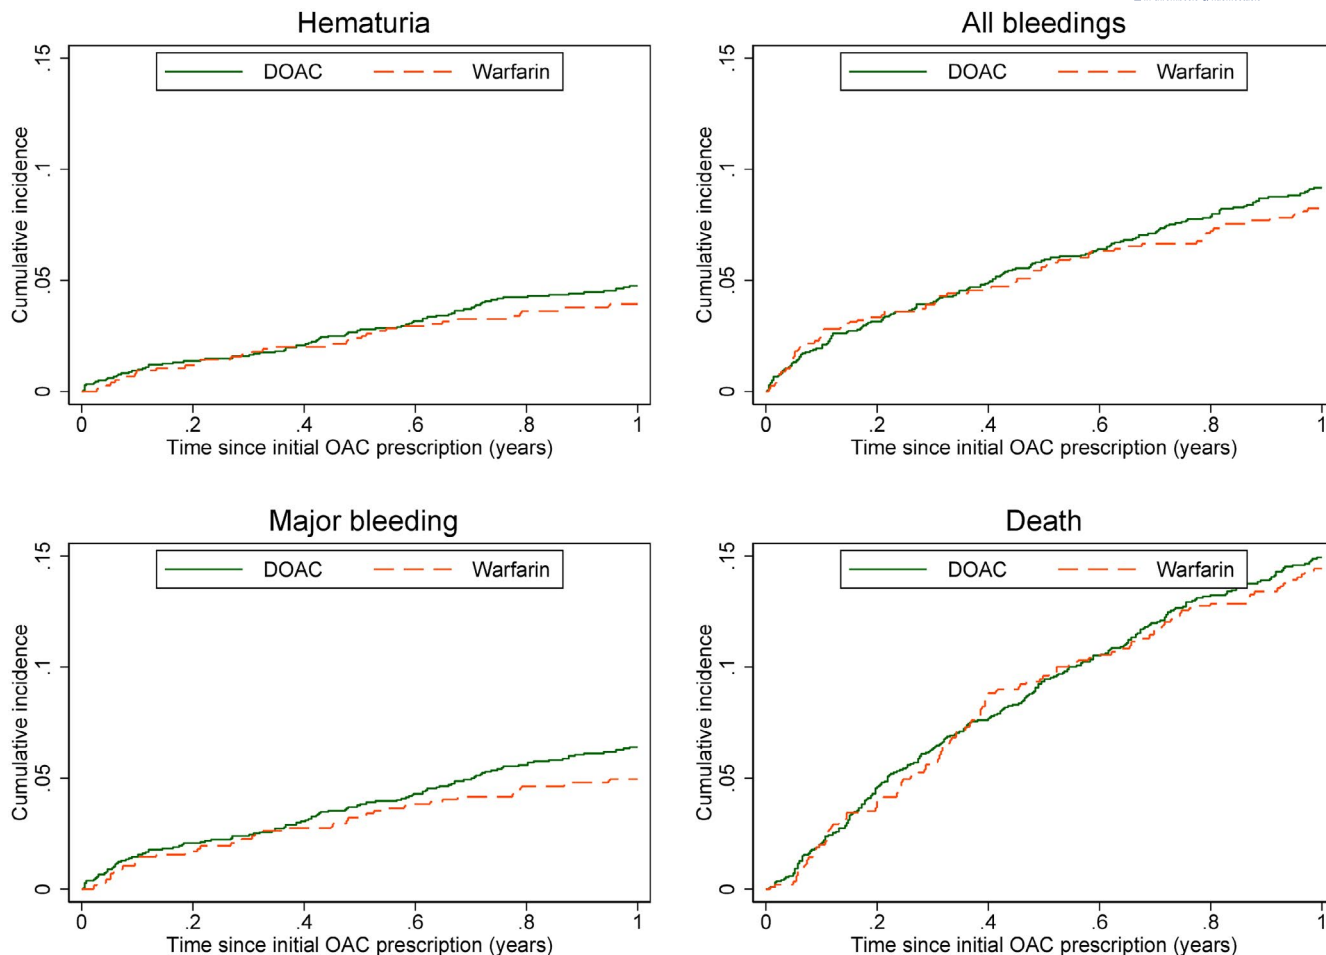 Hematuria
DOAC Warfarin
Cumulative incidence
.15
.1
.05
0
0 .2 .4 .6 .8 1
Time since initial OAC prescription (years)
All bleedings
DOAC Warfarin
Cumulative incidence
.15
.1
.05
0
0 .2 .4 .6 .8 1
Time since initial OAC prescription (years)
Major bleeding
DOAC Warfarin
Cumulative incidence
.15
.1
.05
0
0 .2 .4 .6 .8 1
Time since initial OAC prescription (years)
Death
DOAC Warfarin
Cumulative incidence
.15
.1
.05
0
0 .2 .4 .6 .8 1
Time since initial OAC prescription (years)